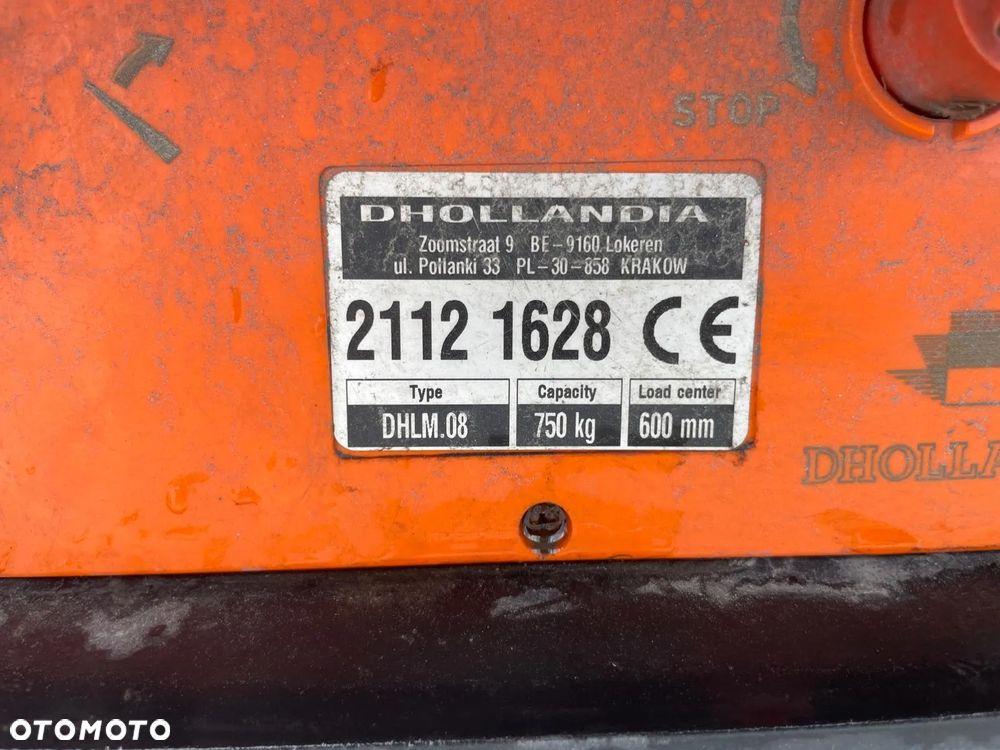 STOP
DHOLLANDIA
Zoomstraat 9 BE-9160 Lokeren
ul. Pollanki 33 PL-30-858 KRAKOW
2112 1628 CE
Type Capacity Load center
DHLM.08 750 kg 600 mm
DHOLLA
OTOMOTO